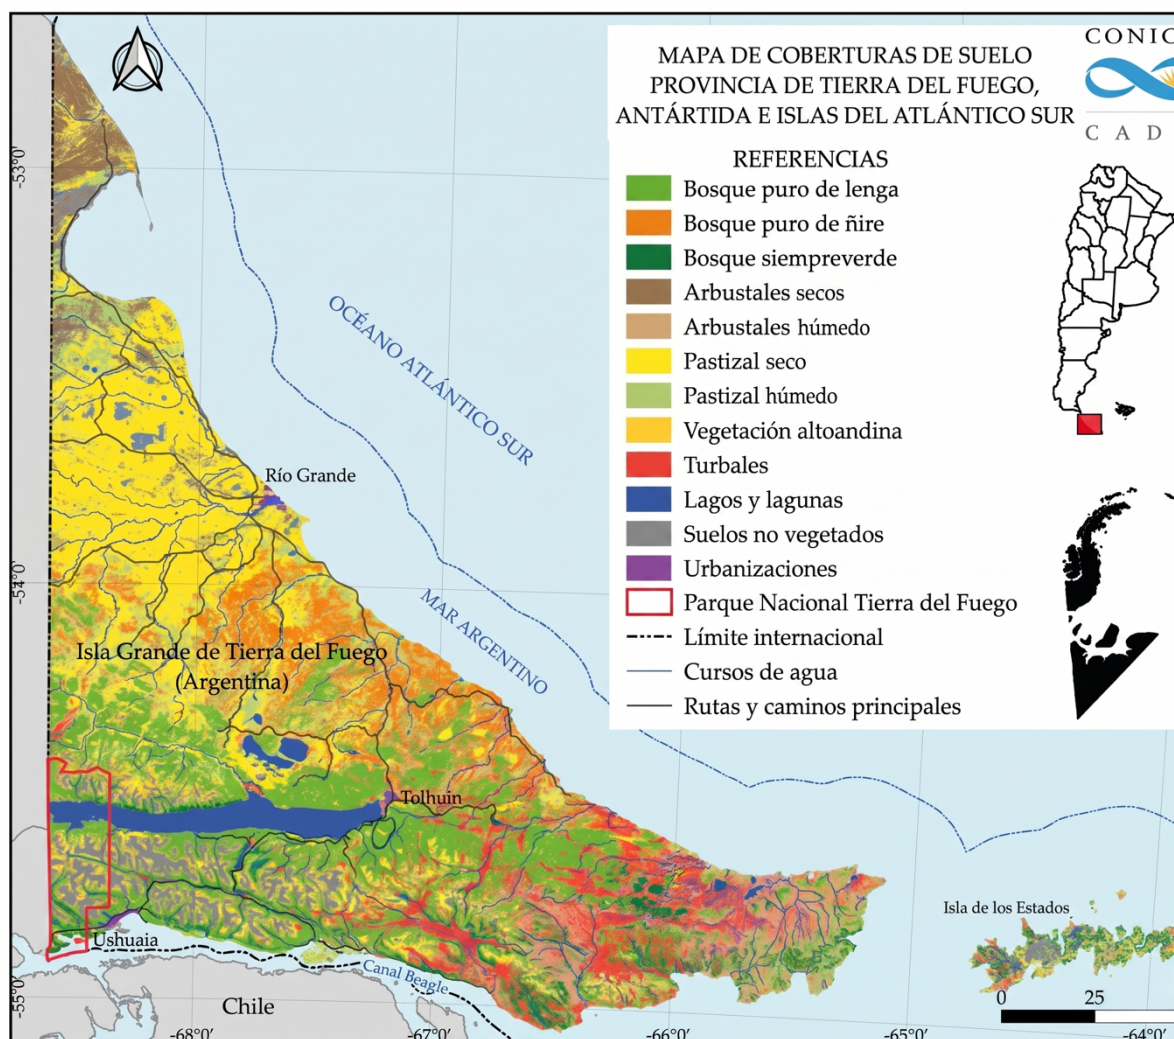 MAPA DE COBERTURAS DE SUELO
PROVINCIA DE TIERRA DEL FUEGO,
ANTÁRTIDA E ISLAS DEL ATLÁNTICO SUR
CONIC
CAD
REFERENCIAS
Bosque puro de lenga
Bosque puro de ñire
Bosque siempreverde
Arbustales secos
Arbustales húmedo
Pastizal seco
Pastizal húmedo
Vegetación altoandina
Turbales
Lagos y lagunas
Suelos no vegetados
Urbanizaciones
Parque Nacional Tierra del Fuego
Límite internacional
Cursos de agua
Rutas y caminos principales
-53°0'
OCÉANO ATLÁNTICO SUR
Río Grande
-54°0'
MAR ARGENTINO
Isla Grande de Tierra del Fuego
(Argentina)
Tolhuin
Isla de los Estados
Ushuaia
Canal Beagle
Chile
-55°0'
0 25
-68°0' -67°0' -66°0' -65°0' -64°0'